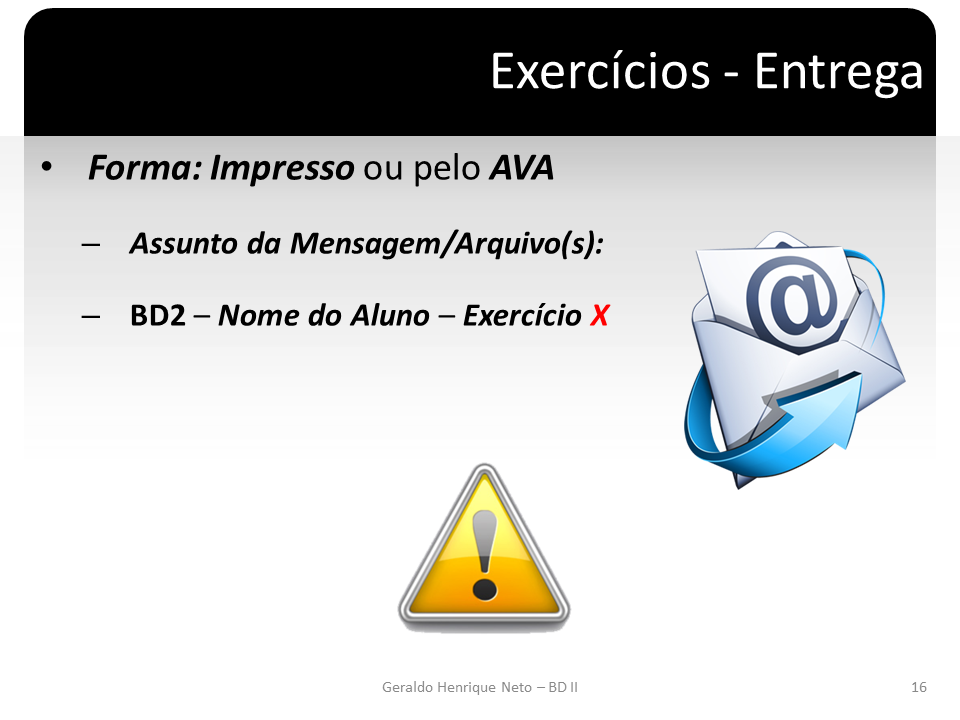 Exercícios - Entrega
• Forma: Impresso ou pelo AVA
– Assunto da Mensagem/Arquivo(s):
– BD2 – Nome do Aluno – Exercício X
@
Geraldo Henrique Neto – BD II
16